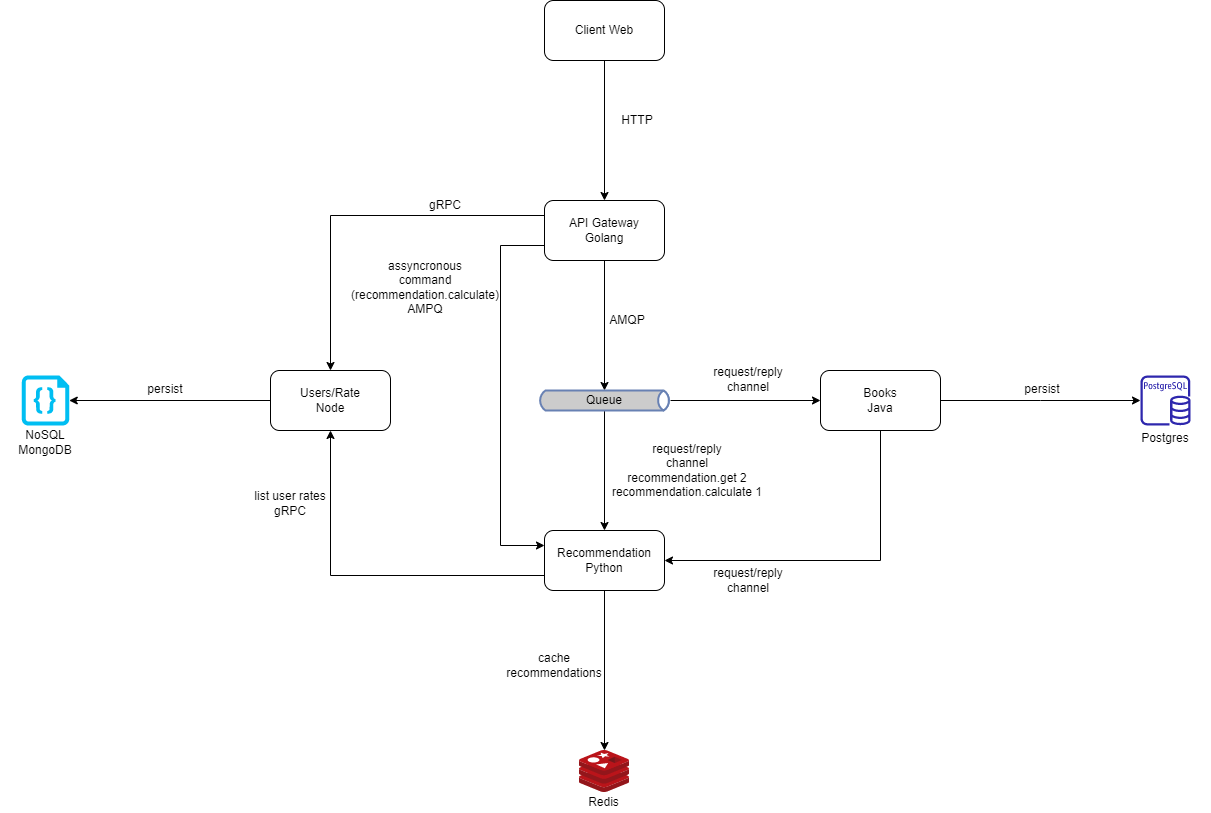 Client Web
HTTP
API Gateway
Golang
gRPC
assyncronous
command
(recommendation.calculate)
AMPQ
AMQP
Users/Rate
Node
persist
NoSQL
MongoDB
Queue
request/reply
channel
Books
Java
persist
PostgreSQL
Postgres
request/reply
channel
recommendation.get 2
recommendation.calculate 1
list user rates
gRPC
Recommendation
Python
request/reply
channel
cache
recommendations
Redis